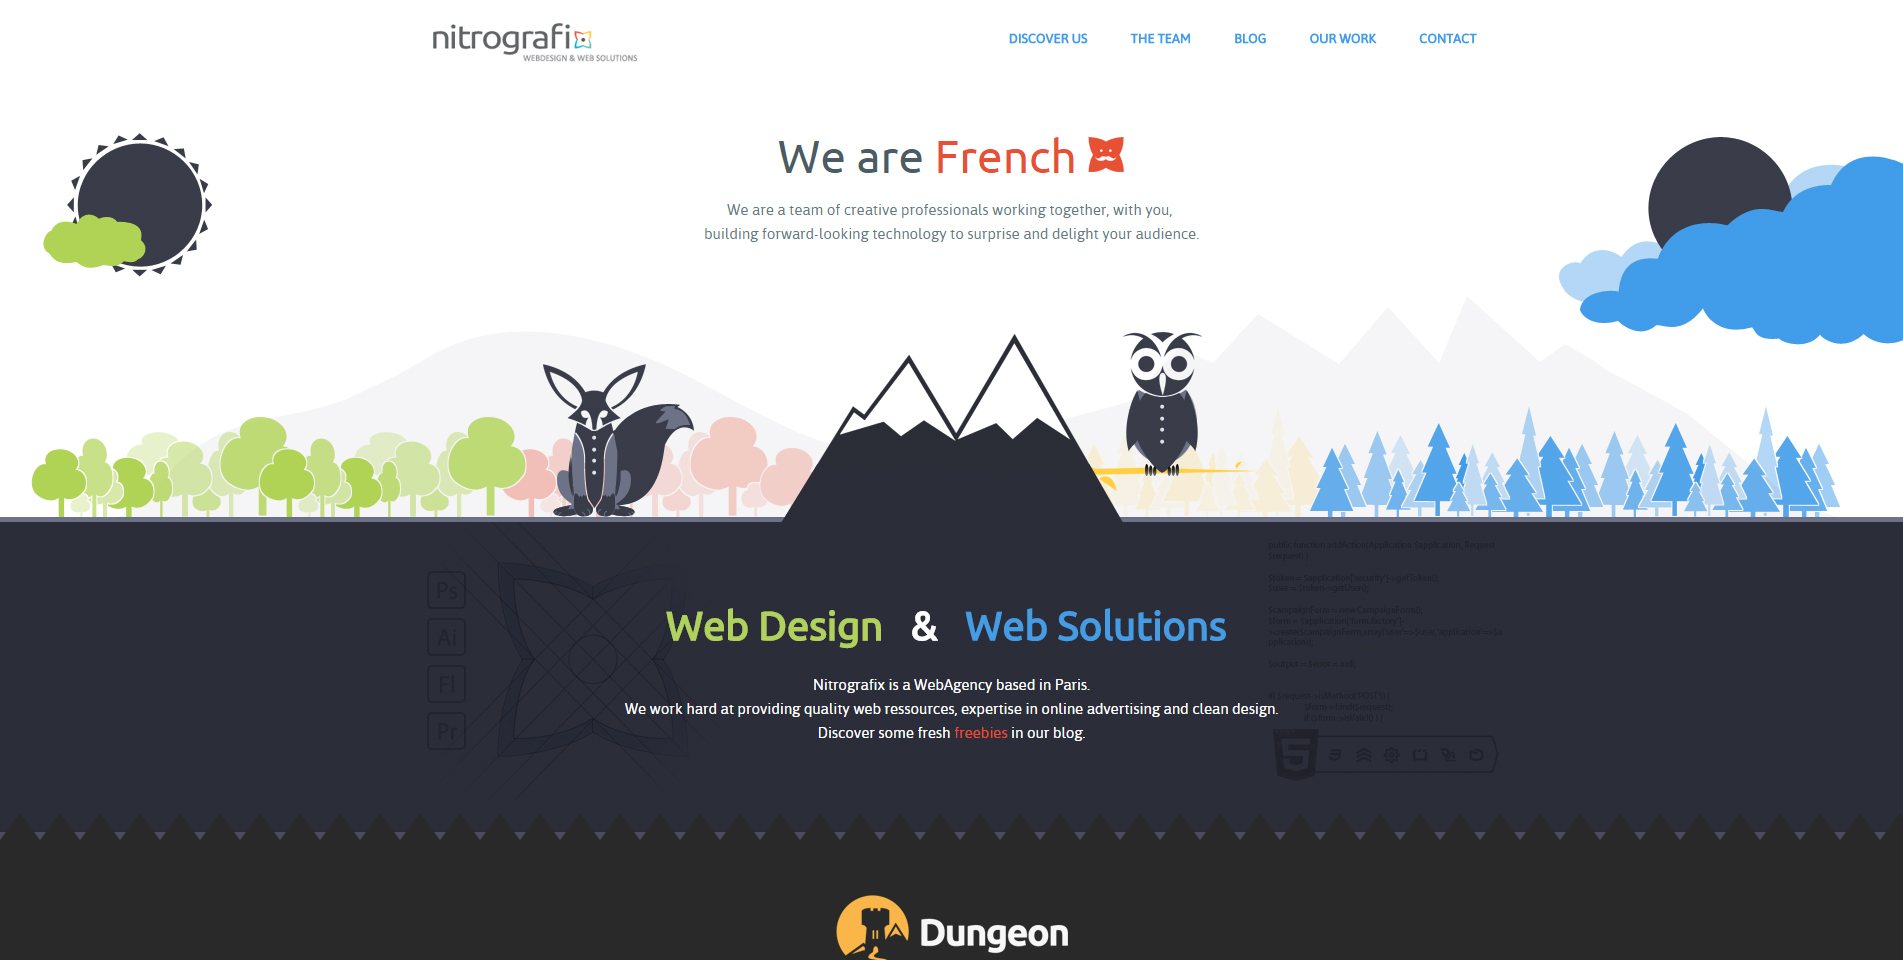 nitrografix
WEBDESIGN & WEB SOLUTIONS
DISCOVER US THE TEAM BLOG OUR WORK CONTACT
We are French
We are a team of creative professionals working together, with you,
building forward-looking technology to surprise and delight your audience.
Ps
Ai
Fl
Pr
Web Design & Web Solutions
Nitrografix is a WebAgency based in Paris.
We work hard at providing quality web ressources, expertise in online advertising and clean design.
Discover some fresh freebies in our blog.
5
Dungeon